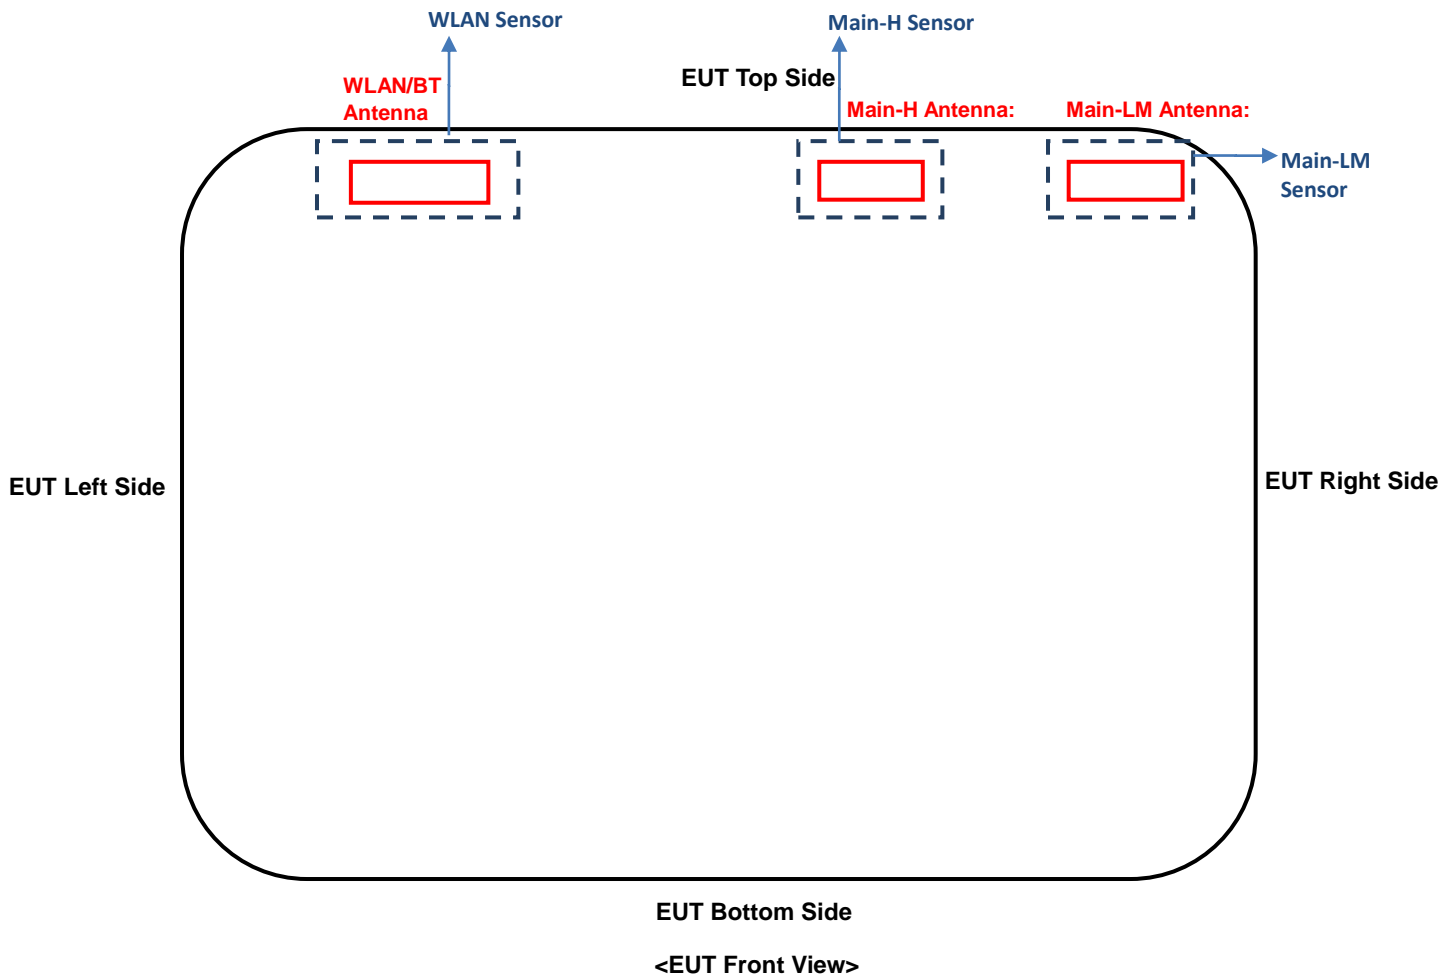 WLAN Sensor
Main-H Sensor
EUT Top Side
WLAN/BT
Antenna
Main-H Antenna:
Main-LM Antenna:
Main-LM
Sensor
EUT Left Side
EUT Right Side
EUT Bottom Side
<EUT Front View>